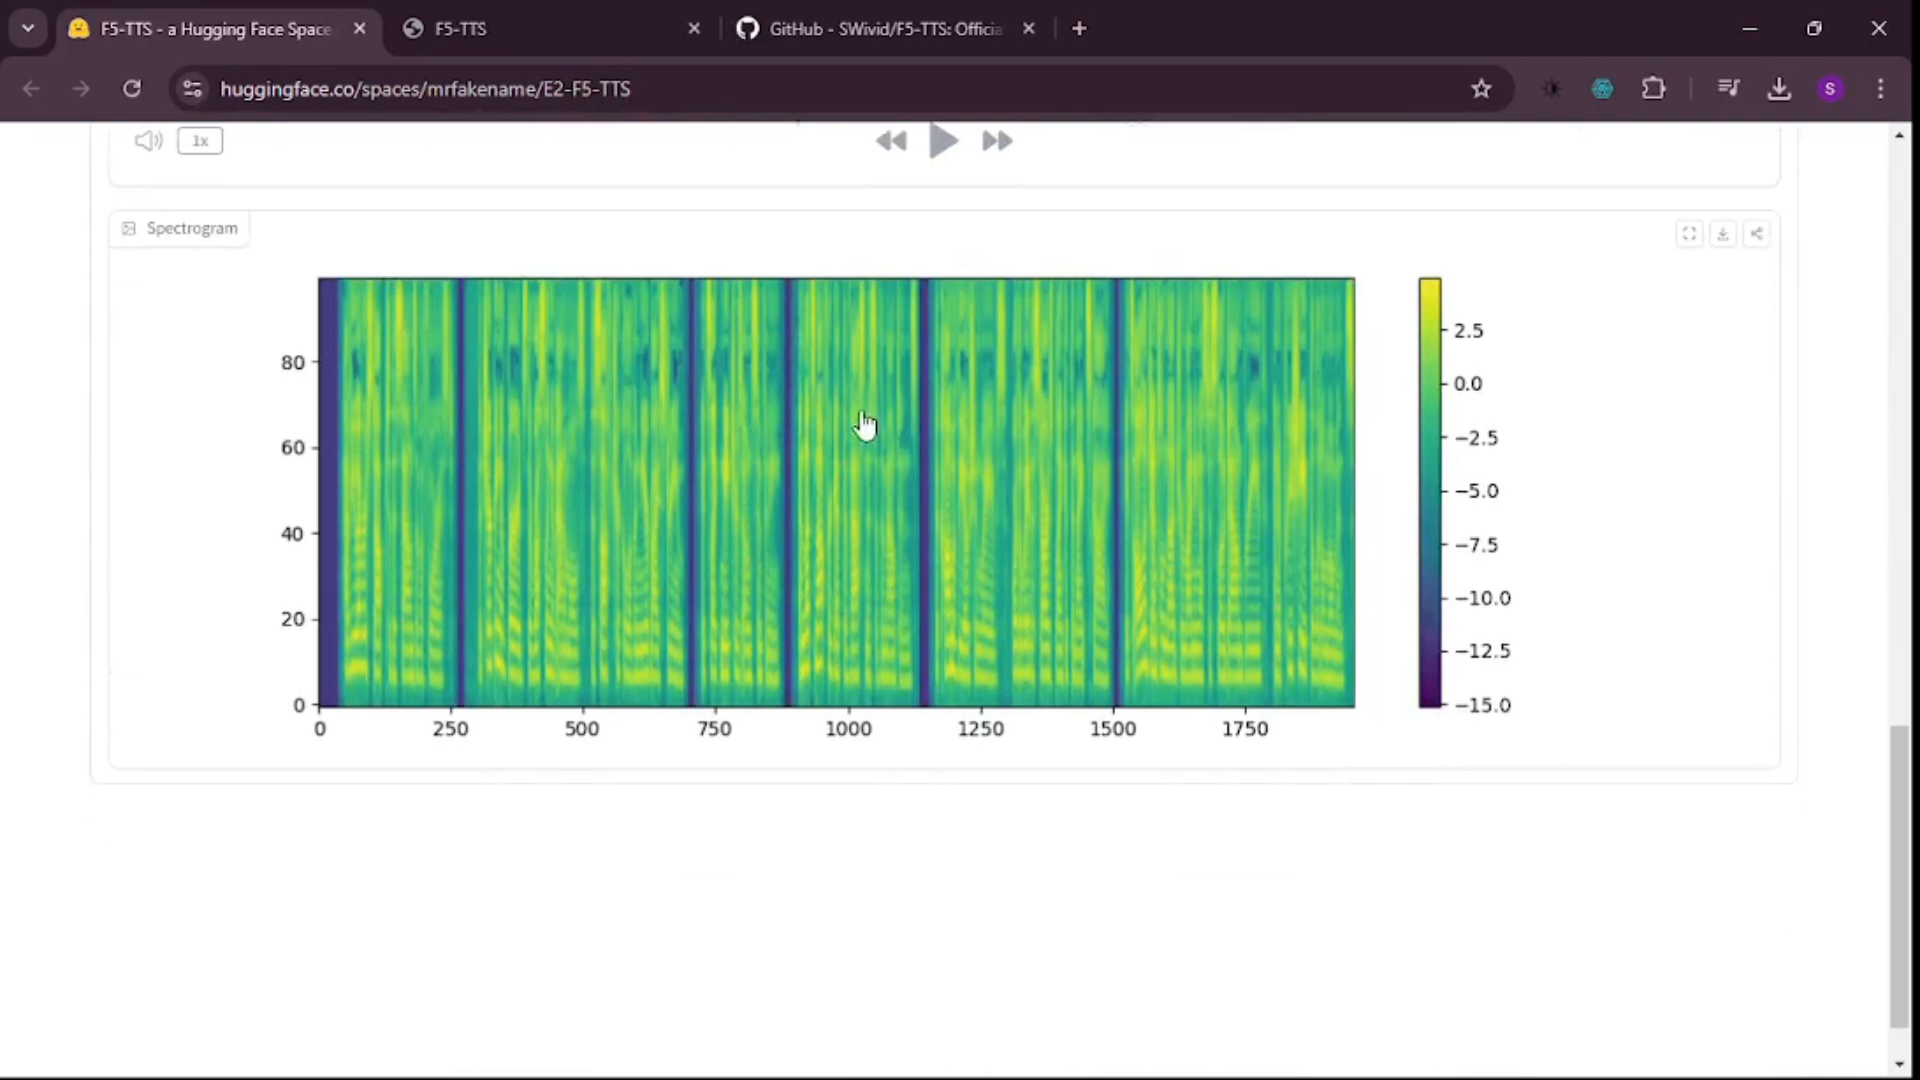 F5-TTS - a Hugging Face Space
F5-TTS
GitHub - SWivid/F5-TTS: Officia
huggingface.co/spaces/mrfakename/E2-F5-TTS
S
1x
Spectrogram
80
60
40
20
0
0 250 500 750 1000 1250 1500 1750
2.5
0.0
−2.5
−5.0
−7.5
−10.0
−12.5
−15.0